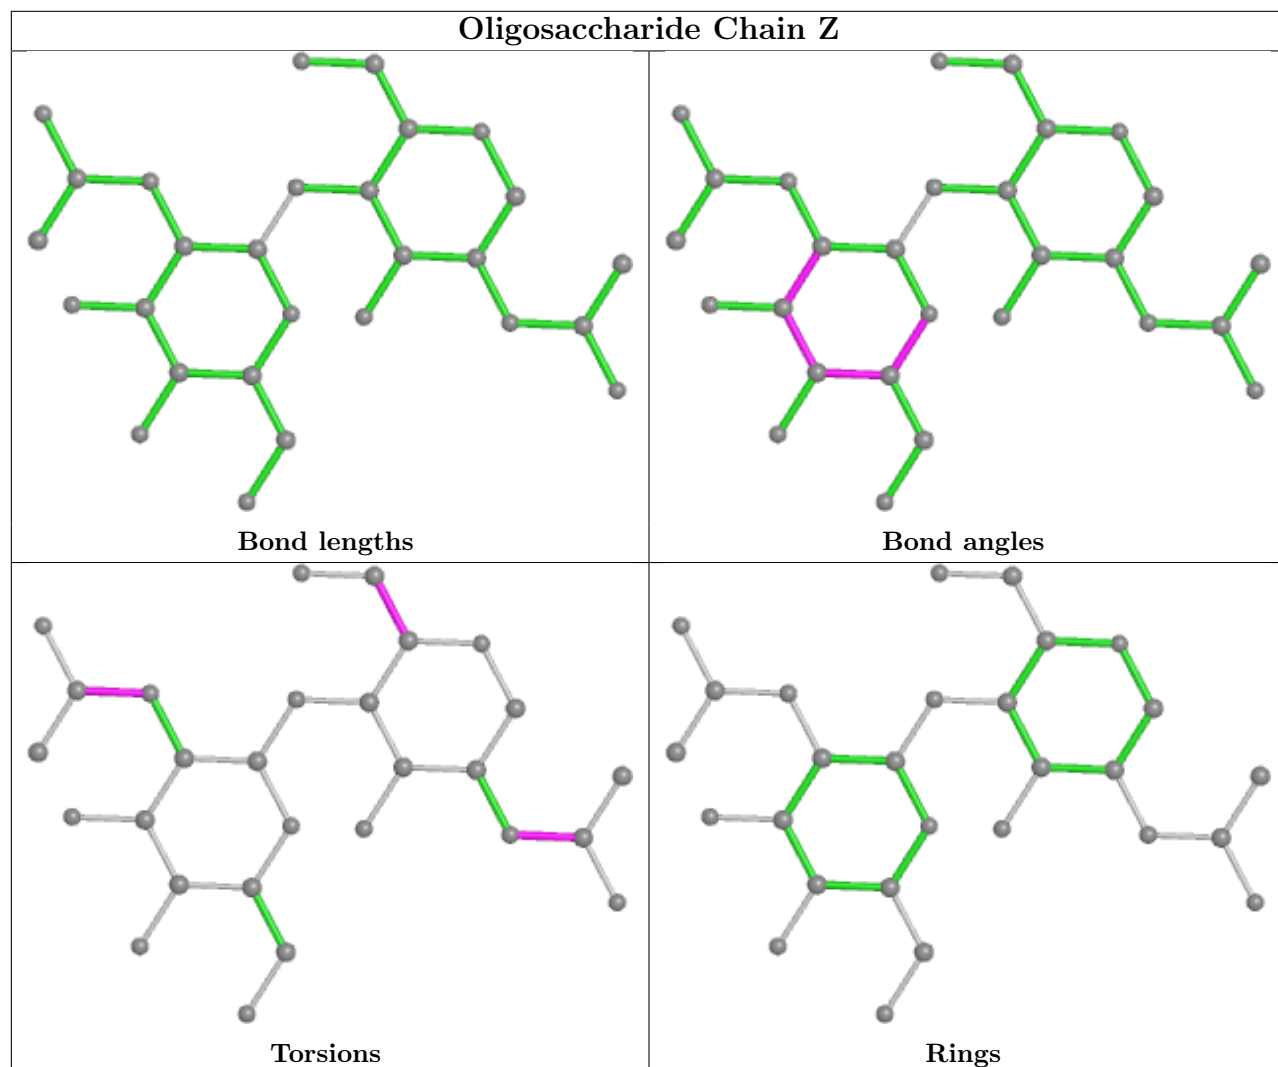 Oligosaccharide Chain Z
Bond lengths
Bond angles
Torsions
Rings